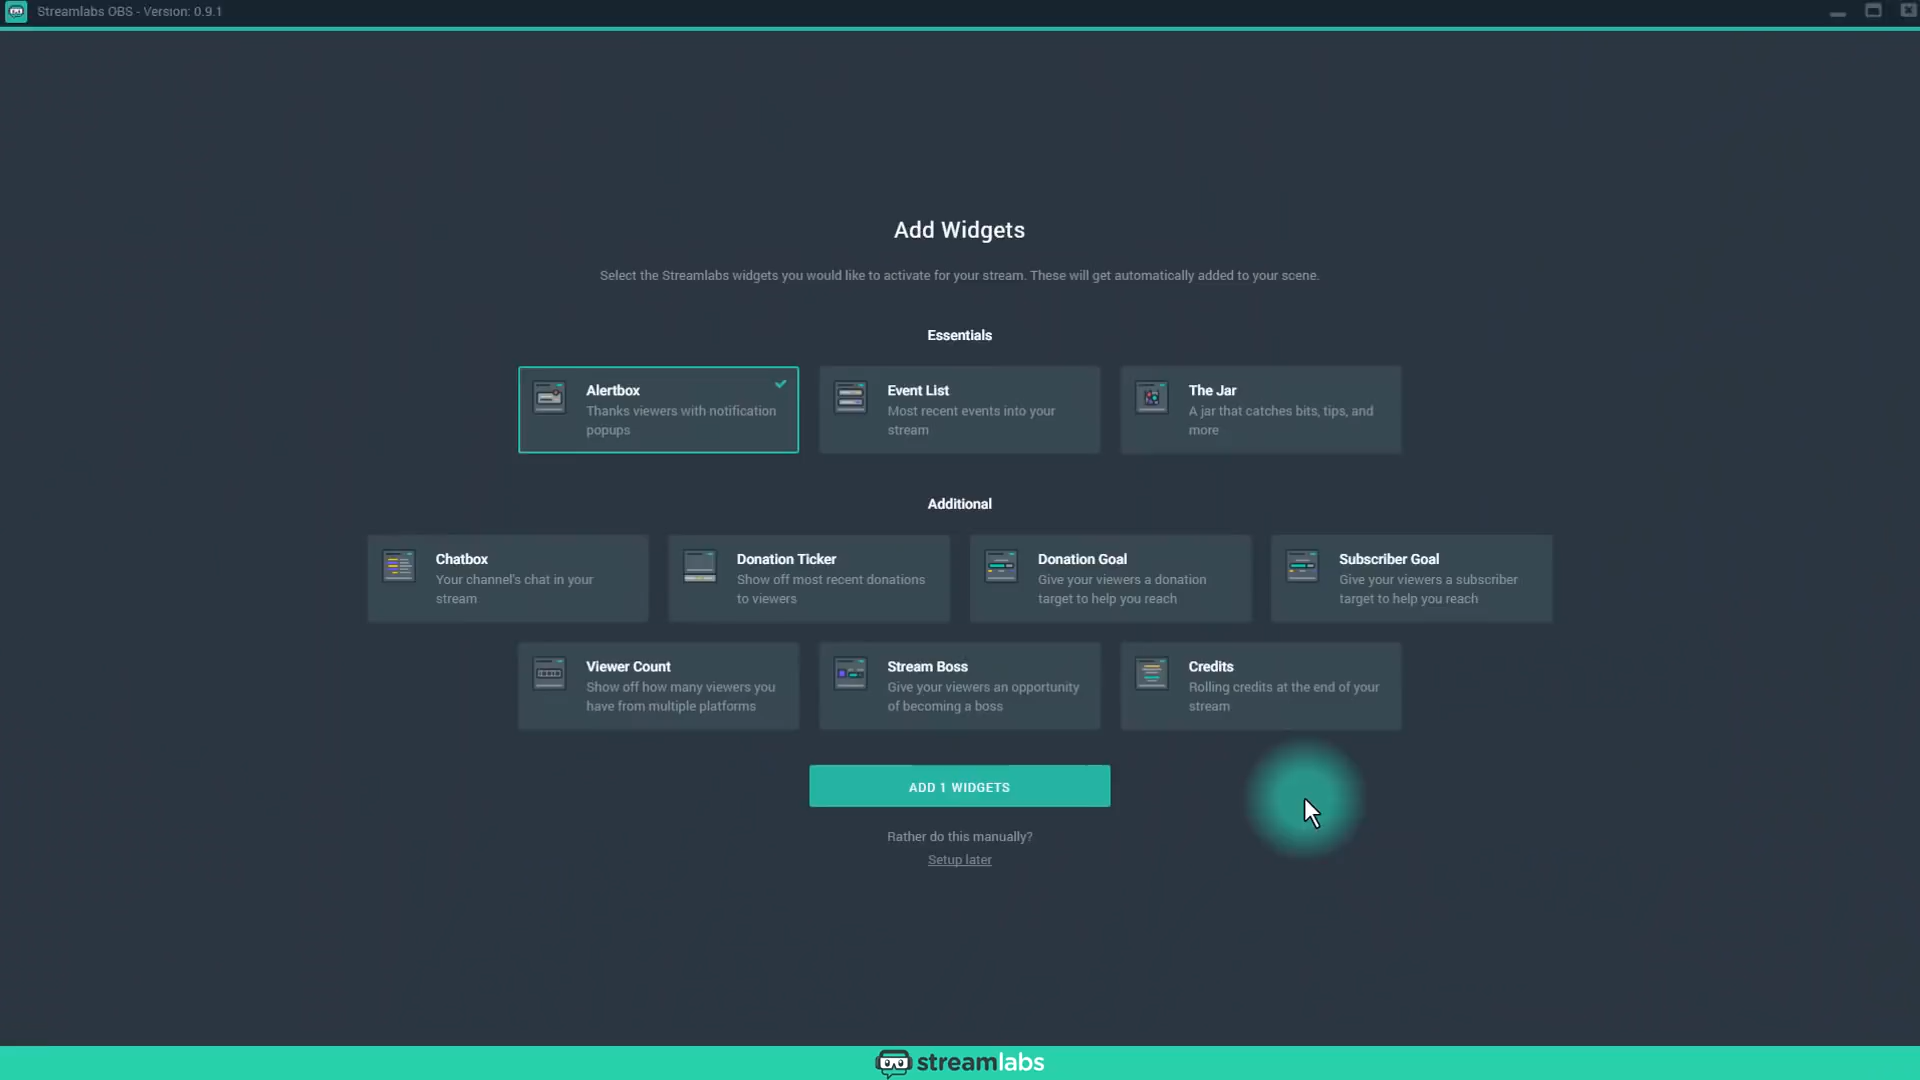 Streamlabs OBS - Version: 0.9.1
Add Widgets
Select the Streamlabs widgets you would like to activate for your stream. These will get automatically added to your scene.
Essentials
Alertbox
Thanks viewers with notification
popups
Event List
Most recent events into your
stream
The Jar
A jar that catches bits, tips, and
more
Additional
Chatbox
Your channel's chat in your
stream
Donation Ticker
Show off most recent donations
to viewers
Donation Goal
Give your viewers a donation
target to help you reach
Subscriber Goal
Give your viewers a subscriber
target to help you reach
Viewer Count
Show off how many viewers you
have from multiple platforms
Stream Boss
Give your viewers an opportunity
of becoming a boss
Credits
Rolling credits at the end of your
stream
ADD 1 WIDGETS
Rather do this manually?
Setup later
streamlabs